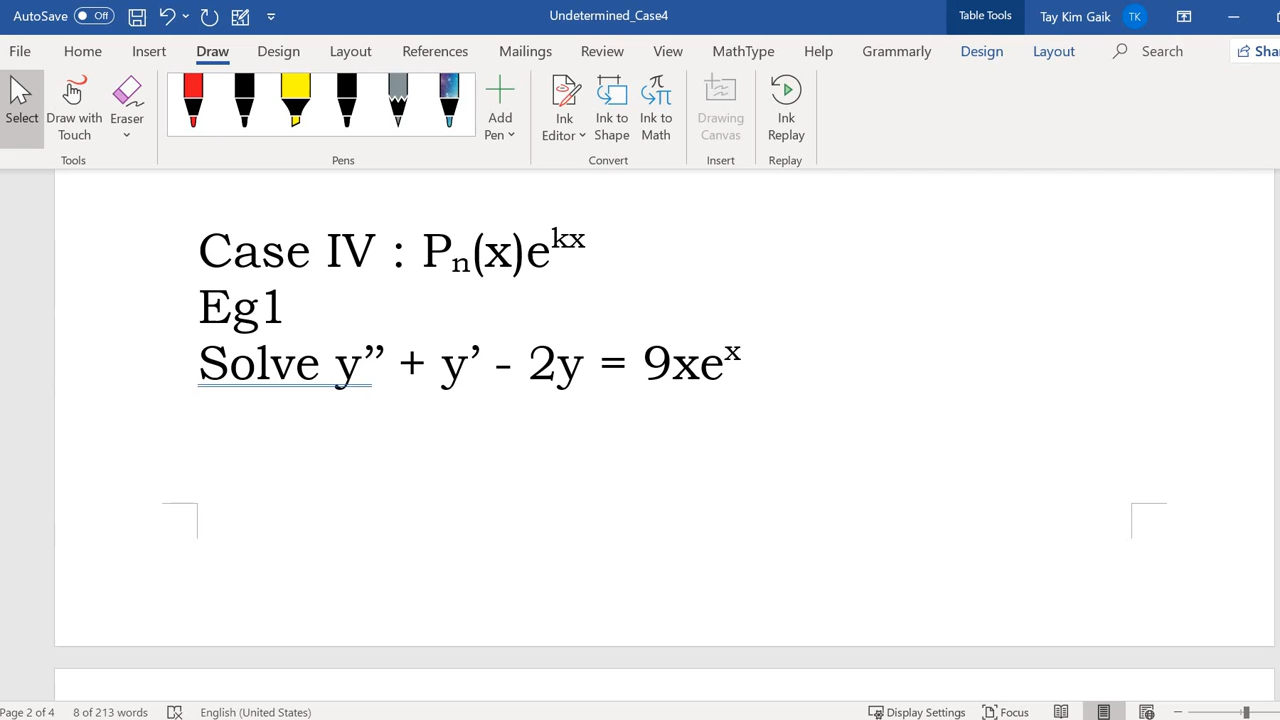 AutoSave Off Undetermined_Case4 Table Tools Tay Kim Gaik TK
File Home Insert Draw Design Layout References Mailings Review View MathType Help Grammarly Design Layout Search Sha
Select Draw with Touch Eraser Add Pen Ink Editor Ink to Shape Ink to Math Drawing Canvas Ink Replay
Tools Pens Convert Insert Replay
Case IV : Pₙ(x)eᵏˣ
Eg1
Solve y” + y’ - 2y = 9xeˣ
Page 2 of 4 8 of 213 words English (United States) Display Settings Focus